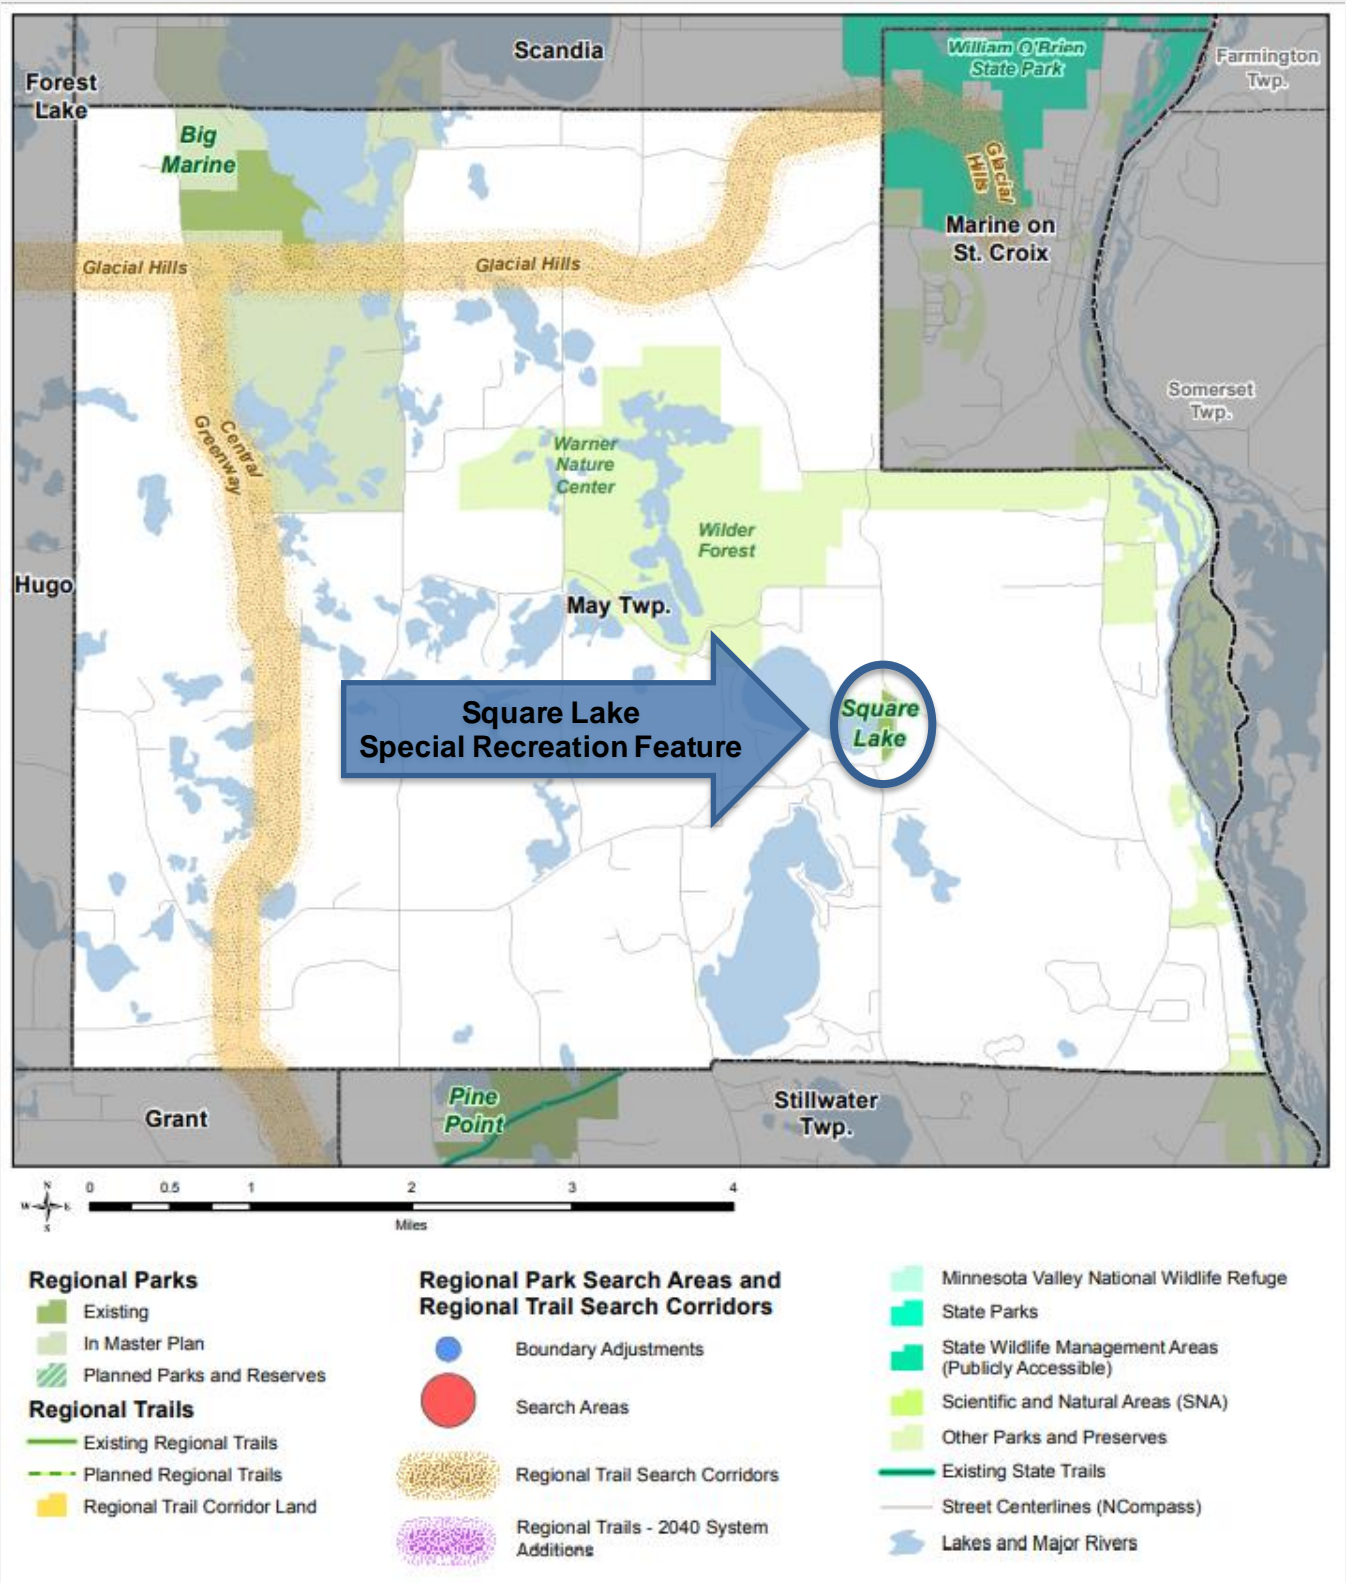 Scandia
William O'Brien
State Park
Farmington
Twp.
Forest
Lake
Big
Marine
Glacial
Hills
Marine on
St. Croix
Glacial Hills
Glacial Hills
Somerset
Twp.
Central
Greenway
Warner
Nature
Center
Wilder
Forest
Hugo
May Twp.
Square Lake
Special Recreation Feature
Square
Lake
Pine
Point
Grant
Stillwater
Twp.
N
W E
S
0 0.5 1 2 3 4
Miles
Regional Parks
Existing
In Master Plan
Planned Parks and Reserves
Regional Trails
Existing Regional Trails
Planned Regional Trails
Regional Trail Corridor Land
Regional Park Search Areas and
Regional Trail Search Corridors
Boundary Adjustments
Search Areas
Regional Trail Search Corridors
Regional Trails - 2040 System
Additions
Minnesota Valley National Wildlife Refuge
State Parks
State Wildlife Management Areas
(Publicly Accessible)
Scientific and Natural Areas (SNA)
Other Parks and Preserves
Existing State Trails
Street Centerlines (NCompass)
Lakes and Major Rivers